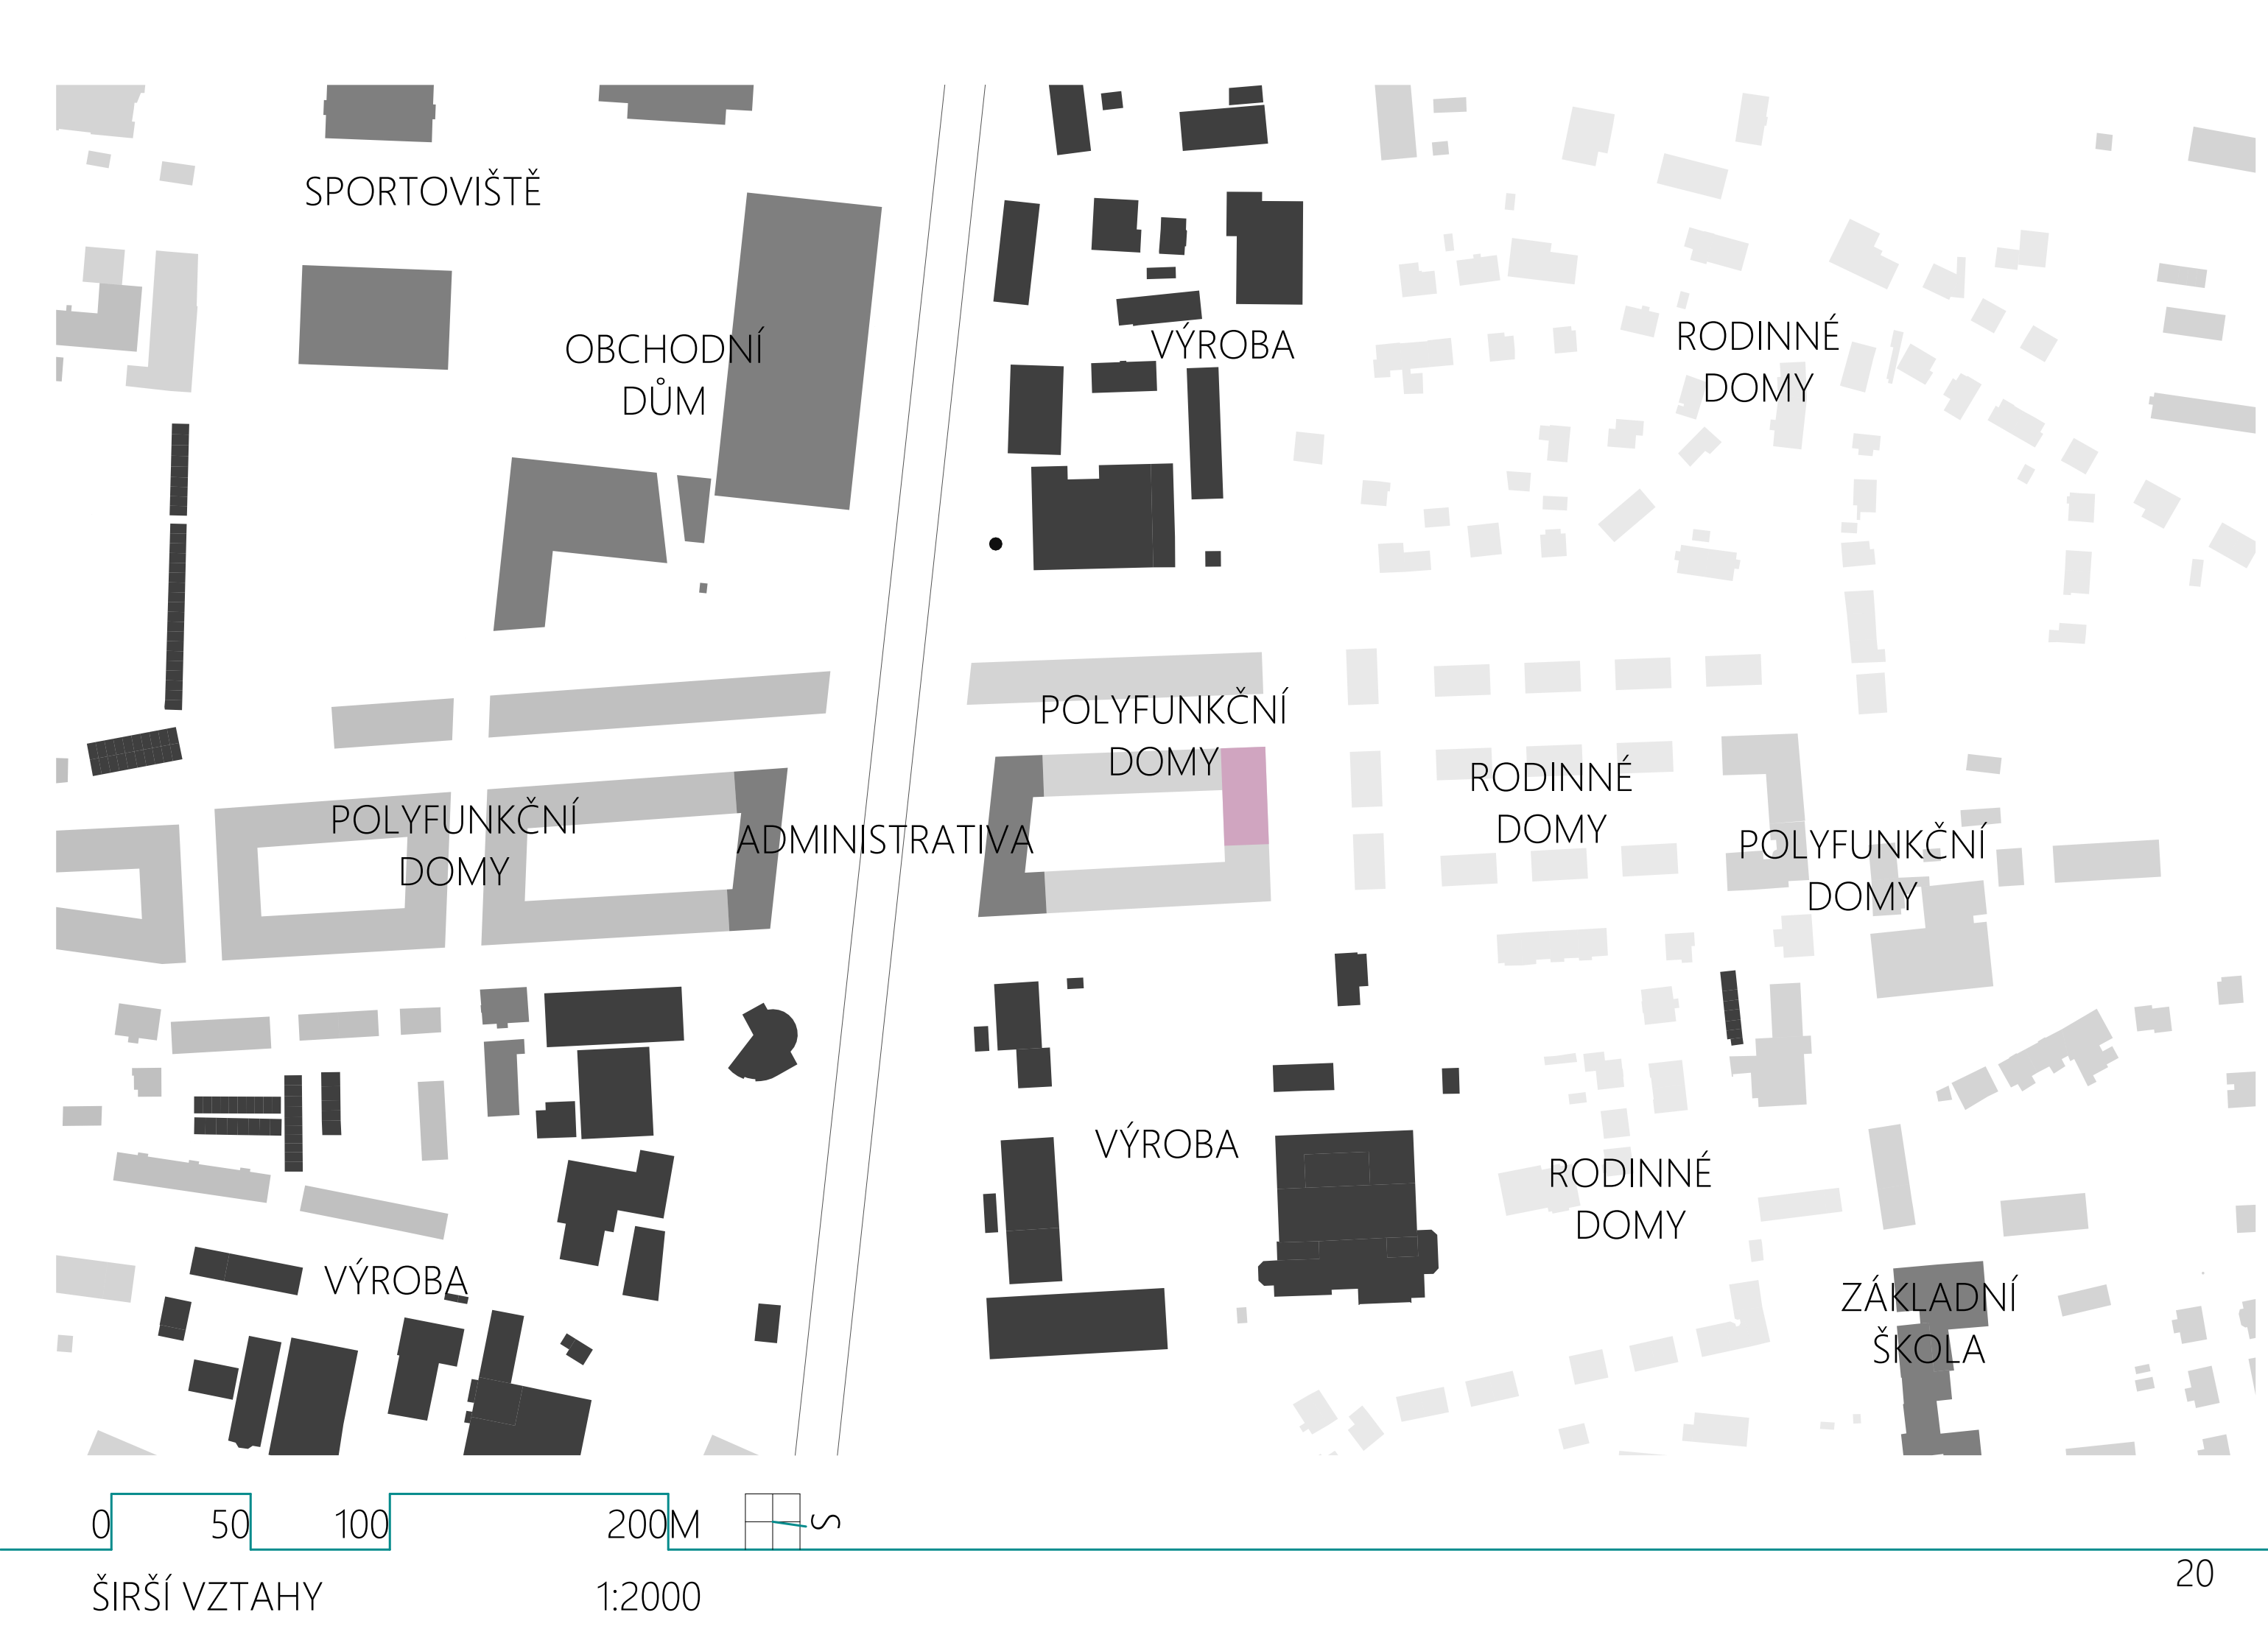 SPORTOVIŠTĚ
OBCHODNÍ
DŮM
VÝROBA
RODINNÉ
DOMY
POLYFUNKČNÍ
DOMY
RODINNÉ
DOMY
POLYFUNKČNÍ
DOMY
ADMINISTRATIVA
POLYFUNKČNÍ
DOMY
VÝROBA
RODINNÉ
DOMY
VÝROBA
ZÁKLADNÍ
ŠKOLA
0 50 100 200M S
ŠIRŠÍ VZTAHY 1:2000
20